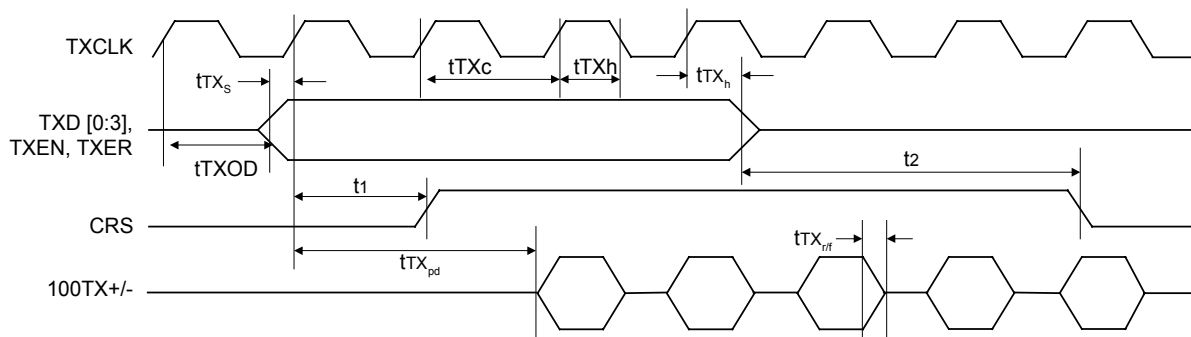 TXCLK
tTXc
tTXh
tTXh
tTXs
TXD [0:3],
TXEN, TXER
tTXOD
t1
t2
CRS
tTXr/f
tTXpd
100TX+/-